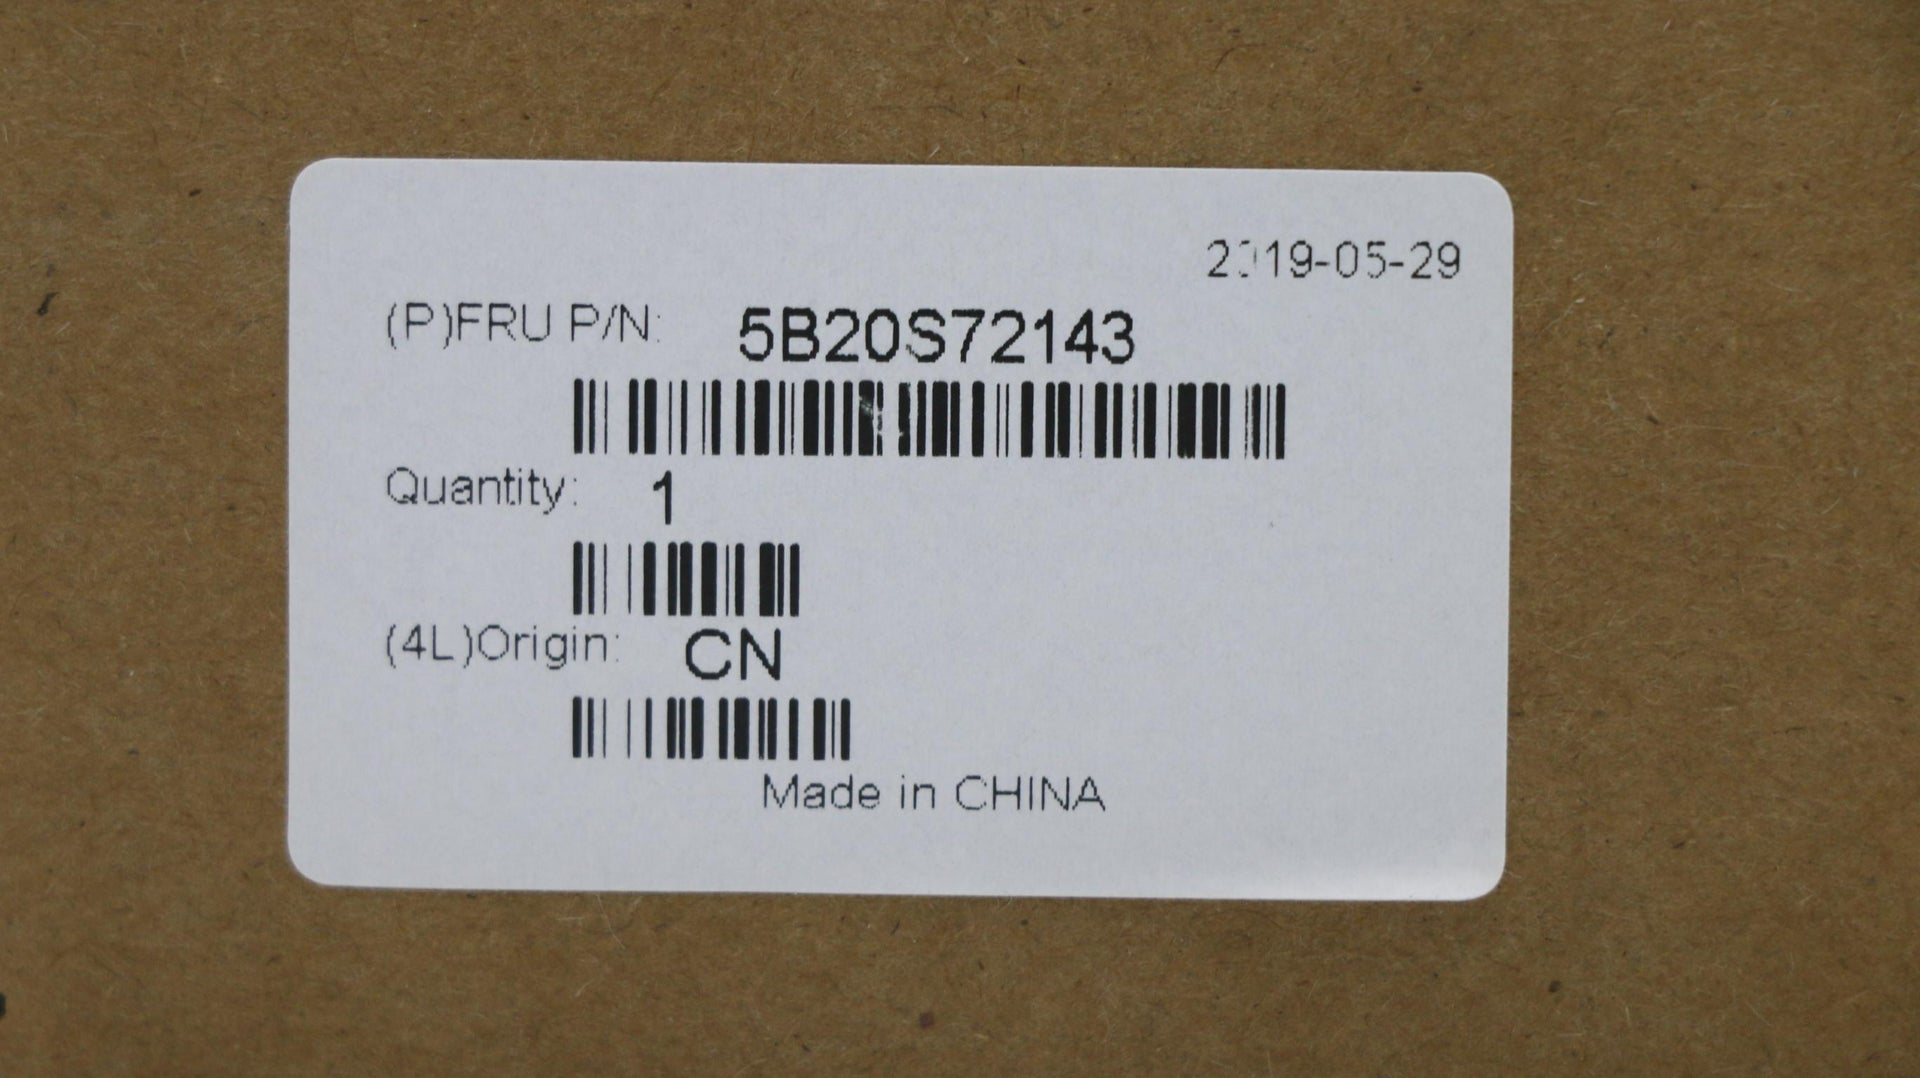 2019-05-29
(P)FRU P/N: 5B20S72143
Quantity: 1
(4L)Origin: CN
Made in CHINA